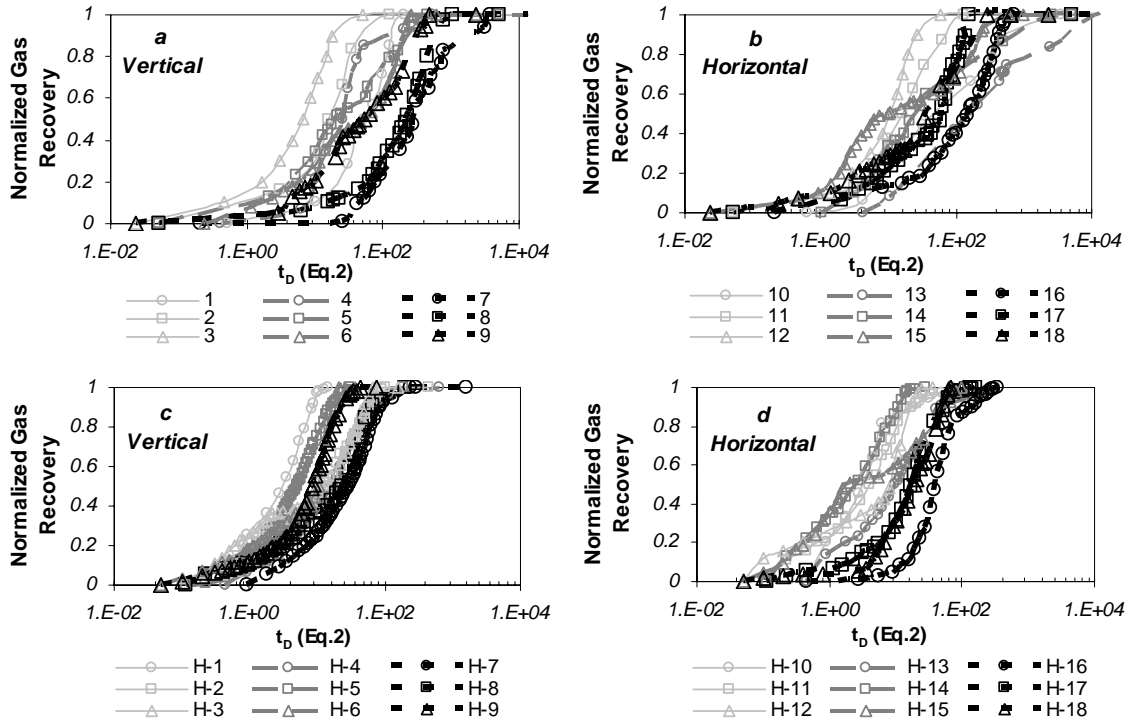 Normalized Gas Recovery
1
0.8
0.6
0.4
0.2
0
a
Vertical
1.E-02 1.E+00 1.E+02 1.E+04
tD (Eq.2)
1 4 7
2 5 8
3 6 9
Normalized Gas Recovery
1
0.8
0.6
0.4
0.2
0
b
Horizontal
1.E-02 1.E+00 1.E+02 1.E+04
tD (Eq.2)
10 13 16
11 14 17
12 15 18
Normalized Gas Recovery
1
0.8
0.6
0.4
0.2
0
c
Vertical
1.E-02 1.E+00 1.E+02 1.E+04
tD (Eq.2)
H-1 H-4 H-7
H-2 H-5 H-8
H-3 H-6 H-9
Normalized Gas Recovery
1
0.8
0.6
0.4
0.2
0
d
Horizontal
1.E-02 1.E+00 1.E+02 1.E+04
tD (Eq.2)
H-10 H-13 H-16
H-11 H-14 H-17
H-12 H-15 H-18